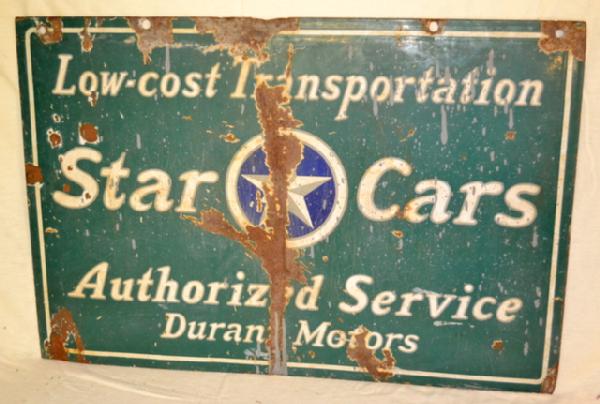 Low-cost Transportation
Star Cars
Authorized Service
Durant Motors